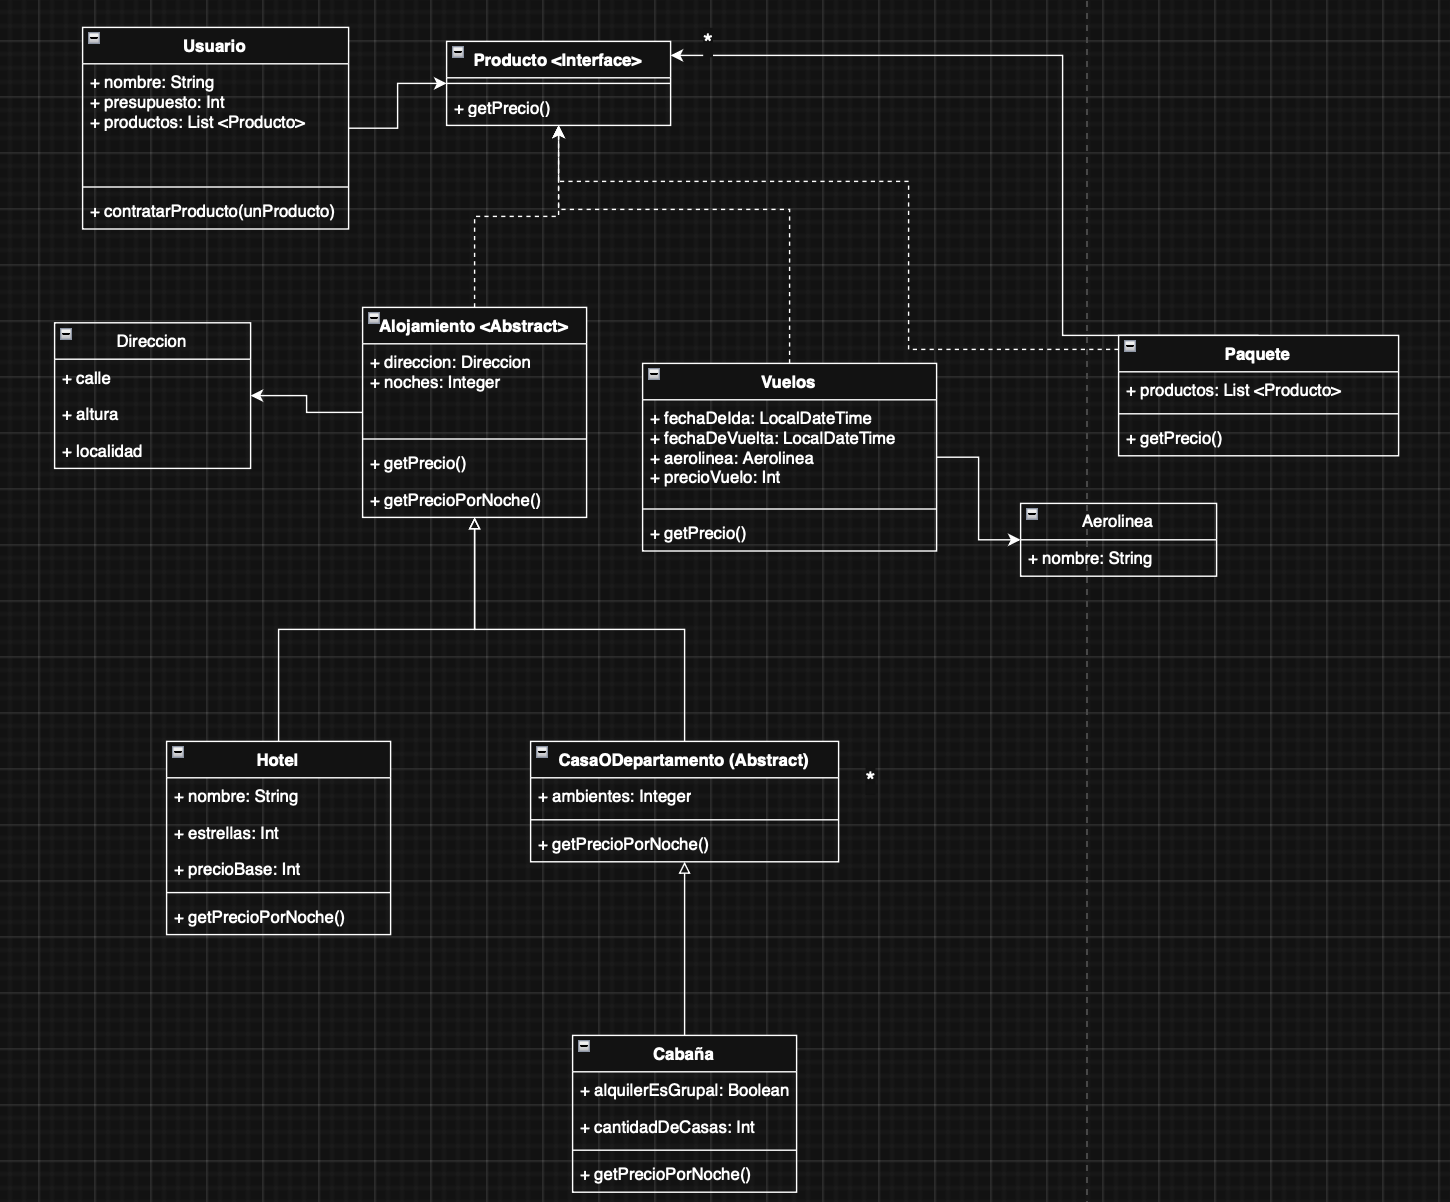 Usuario
+ nombre: String
+ presupuesto: Int
+ productos: List <Producto>
+ contratarProducto(unProducto)
Producto <Interface>
+ getPrecio()
*
Direccion
+ calle
+ altura
+ localidad
Alojamiento <Abstract>
+ direccion: Direccion
+ noches: Integer
+ getPrecio()
+ getPrecioPorNoche()
Vuelos
+ fechaDeIda: LocalDateTime
+ fechaDeVuelta: LocalDateTime
+ aerolinea: Aerolinea
+ precioVuelo: Int
+ getPrecio()
Paquete
+ productos: List <Producto>
+ getPrecio()
Aerolinea
+ nombre: String
Hotel
+ nombre: String
+ estrellas: Int
+ precioBase: Int
+ getPrecioPorNoche()
CasaODepartamento (Abstract)
+ ambientes: Integer
+ getPrecioPorNoche()
*
Cabaña
+ alquilerEsGrupal: Boolean
+ cantidadDeCasas: Int
+ getPrecioPorNoche()